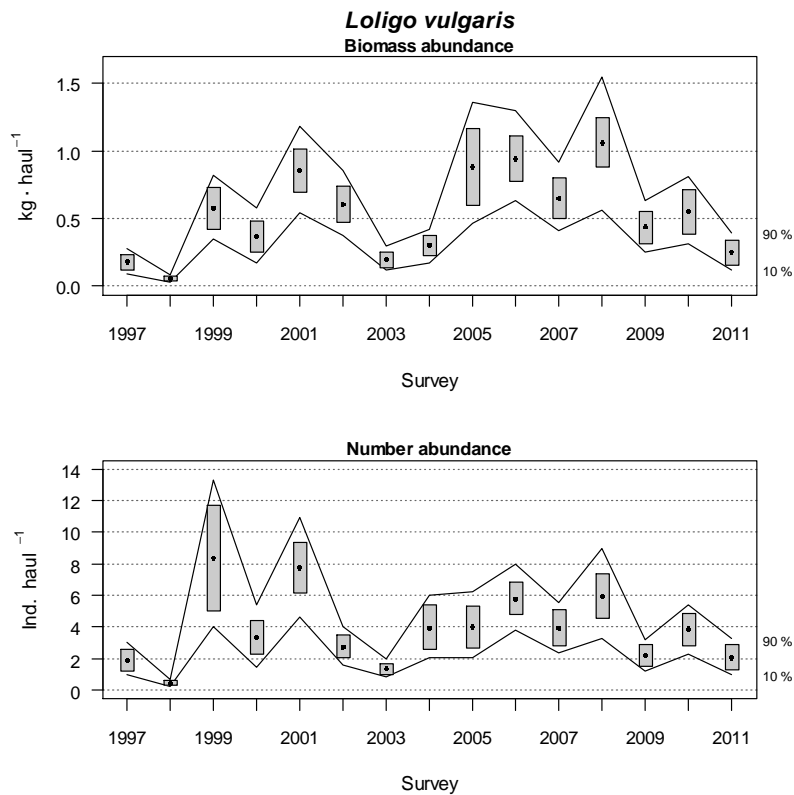 Loligo vulgaris
Biomass abundance
1.5
1.0
0.5
0.0
kg · haul⁻¹
90 %
10 %
1997 1999 2001 2003 2005 2007 2009 2011
Survey
Number abundance
14
12
10
8
6
4
2
0
Ind. haul ⁻¹
90 %
10 %
1997 1999 2001 2003 2005 2007 2009 2011
Survey